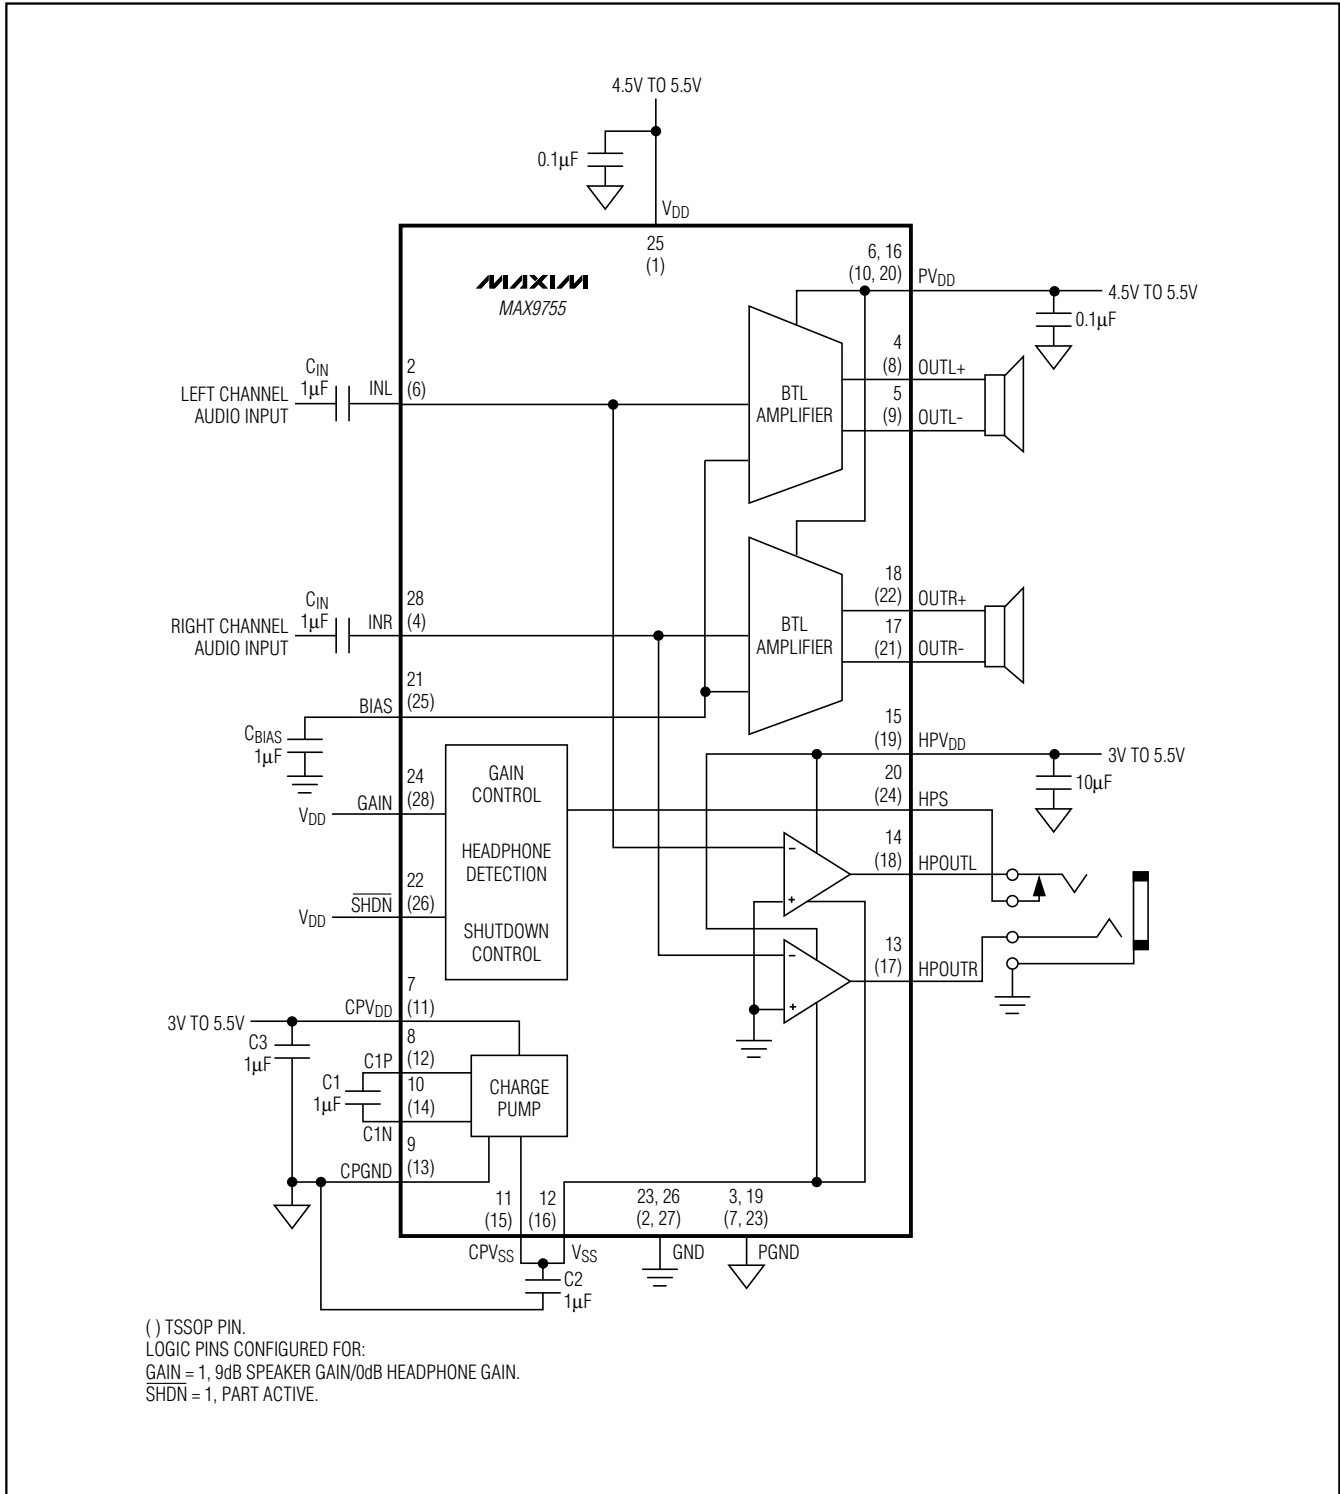 4.5V TO 5.5V
0.1µF
VDD
25
(1)
MAXIM
MAX9755
6, 16
(10, 20)
PVDD
4.5V TO 5.5V
0.1µF
CIN
1µF
LEFT CHANNEL
AUDIO INPUT
INL
2
(6)
BTL
AMPLIFIER
4
(8)
OUTL+
5
(9)
OUTL-
CIN
1µF
RIGHT CHANNEL
AUDIO INPUT
INR
28
(4)
BTL
AMPLIFIER
18
(22)
OUTR+
17
(21)
OUTR-
BIAS
21
(25)
CBIAS
1µF
15
(19)
HPVDD
3V TO 5.5V
10µF
VDD
GAIN
24
(28)
GAIN
CONTROL
HEADPHONE
DETECTION
SHUTDOWN
CONTROL
20
(24)
HPS
VDD
SHDN
22
(26)
−
+
14
(18)
HPOUTL
−
+
13
(17)
HPOUTR
3V TO 5.5V
CPVDD
7
(11)
C3
1µF
C1P
8
(12)
C1
1µF
10
(14)
C1N
CHARGE
PUMP
CPGND
9
(13)
11
(15)
CPVSS
12
(16)
VSS
23, 26
(2, 27)
GND
3, 19
(7, 23)
PGND
C2
1µF
( ) TSSOP PIN.
LOGIC PINS CONFIGURED FOR:
GAIN = 1, 9dB SPEAKER GAIN/0dB HEADPHONE GAIN.
SHDN = 1, PART ACTIVE.